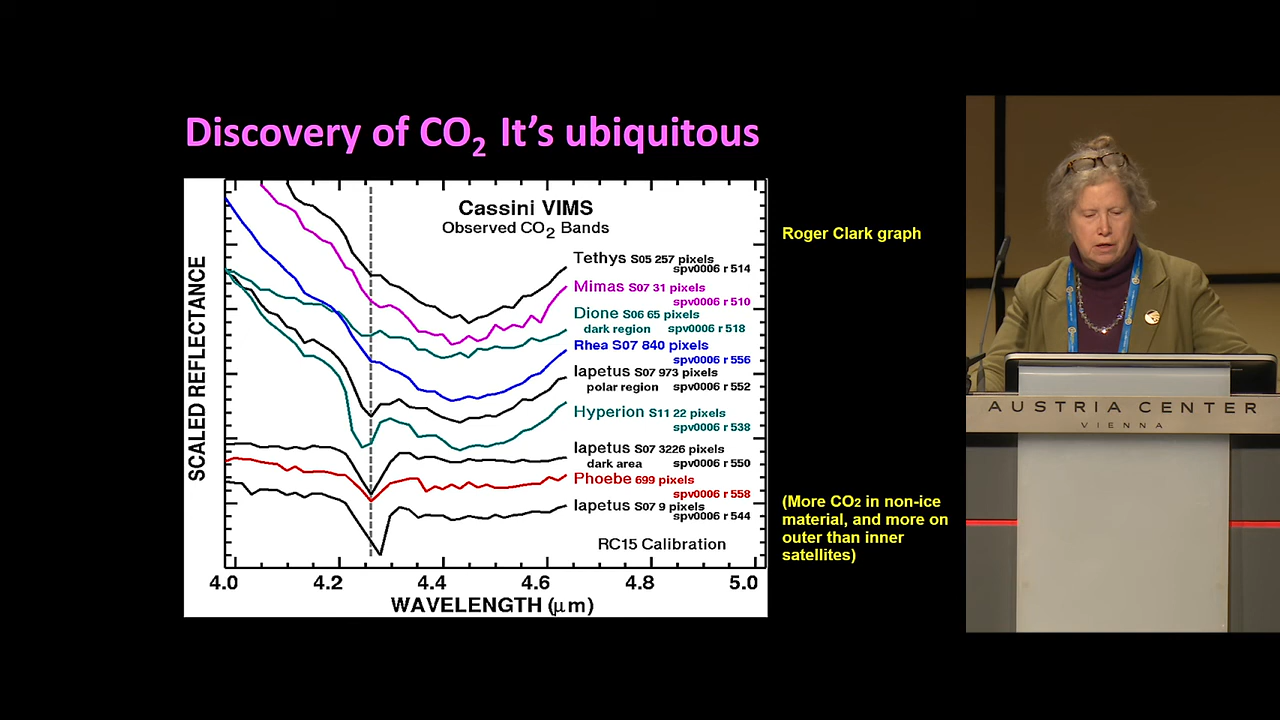 Discovery of CO2 It's ubiquitous
Cassini VIMS
Observed CO2 Bands
Roger Clark graph
Tethys S05 257 pixels
spv0006 r 514
Mimas S07 31 pixels
spv0006 r 510
Dione S06 65 pixels
dark region spv0006 r 518
Rhea S07 840 pixels
spv0006 r 556
Iapetus S07 973 pixels
polar region spv0006 r 552
Hyperion S11 22 pixels
spv0006 r 538
Iapetus S07 3226 pixels
dark area spv0006 r 550
Phoebe 699 pixels
spv0006 r 558
Iapetus S07 9 pixels
spv0006 r 544
RC15 Calibration
SCALED REFLECTANCE
4.0 4.2 4.4 4.6 4.8 5.0
WAVELENGTH (μm)
(More CO2 in non-ice
material, and more on
outer than inner
satellites)
AUSTRIA CENTER
VIENNA